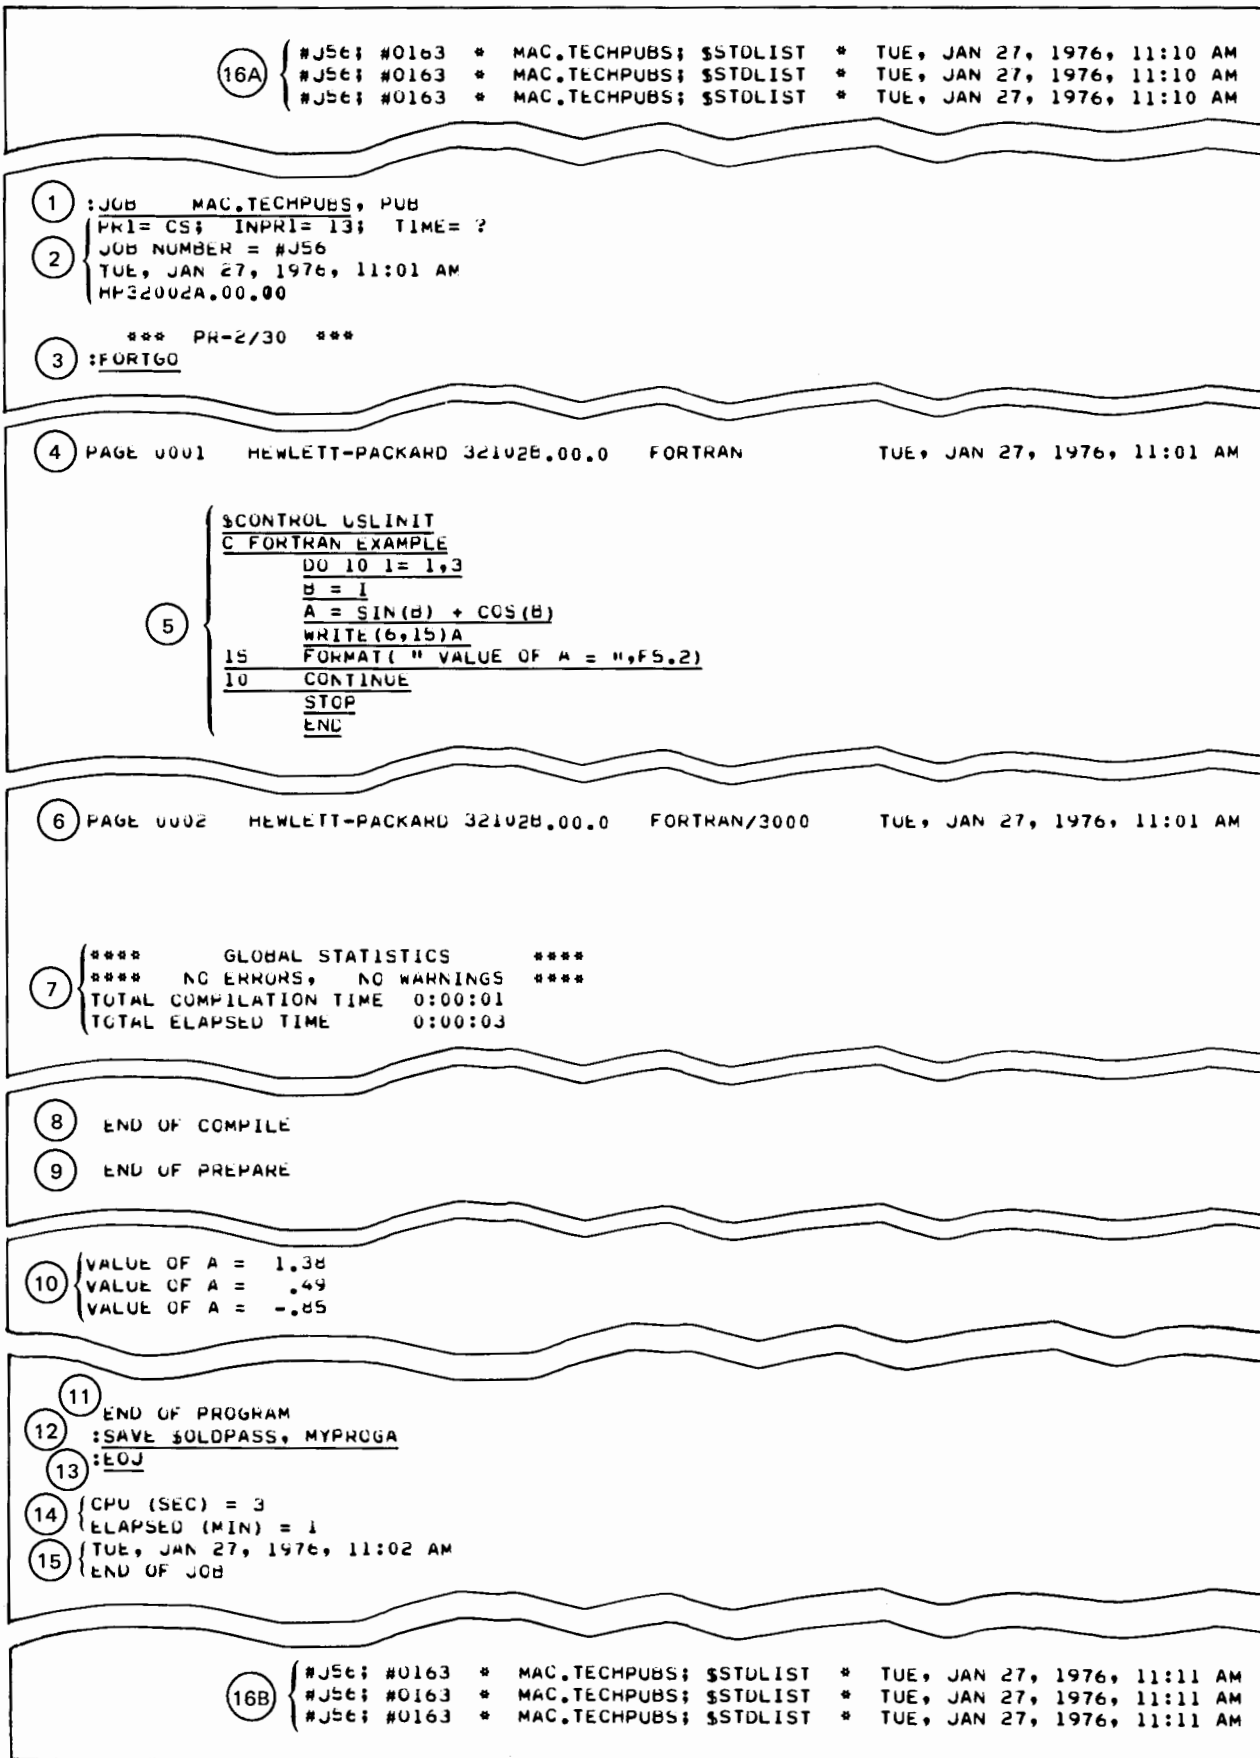 16A
#J56; #0163 * MAC.TECHPUBS; $STDLIST * TUE, JAN 27, 1976, 11:10 AM
#J56; #0163 * MAC.TECHPUBS; $STDLIST * TUE, JAN 27, 1976, 11:10 AM
#J56; #0163 * MAC.TECHPUBS; $STDLIST * TUE, JAN 27, 1976, 11:10 AM
1 :JOB MAC.TECHPUBS, PUB
2
PRI= CS; INPRI= 13; TIME= ?
JOB NUMBER = #J56
TUE, JAN 27, 1976, 11:01 AM
HP32002A.00.00
*** PR-2/30 ***
3 :FORTGO
4 PAGE 0001 HEWLETT-PACKARD 32102B.00.0 FORTRAN TUE, JAN 27, 1976, 11:01 AM
5
$CONTROL USLINIT
C FORTRAN EXAMPLE
DO 10 I= 1,3
B = I
A = SIN(B) + COS(B)
WRITE(6,15)A
15 FORMAT( " VALUE OF A = ",F5.2)
10 CONTINUE
STOP
END
6 PAGE 0002 HEWLETT-PACKARD 32102B.00.0 FORTRAN/3000 TUE, JAN 27, 1976, 11:01 AM
7
**** GLOBAL STATISTICS ****
**** NO ERRORS, NO WARNINGS ****
TOTAL COMPILATION TIME 0:00:01
TOTAL ELAPSED TIME 0:00:03
8 END OF COMPILE
9 END OF PREPARE
10
VALUE OF A = 1.38
VALUE OF A = .49
VALUE OF A = -.85
11 END OF PROGRAM
12 :SAVE $OLDPASS, MYPROGA
13 :EOJ
14
CPU (SEC) = 3
ELAPSED (MIN) = 1
15
TUE, JAN 27, 1976, 11:02 AM
END OF JOB
16B
#J56; #0163 * MAC.TECHPUBS; $STDLIST * TUE, JAN 27, 1976, 11:11 AM
#J56; #0163 * MAC.TECHPUBS; $STDLIST * TUE, JAN 27, 1976, 11:11 AM
#J56; #0163 * MAC.TECHPUBS; $STDLIST * TUE, JAN 27, 1976, 11:11 AM